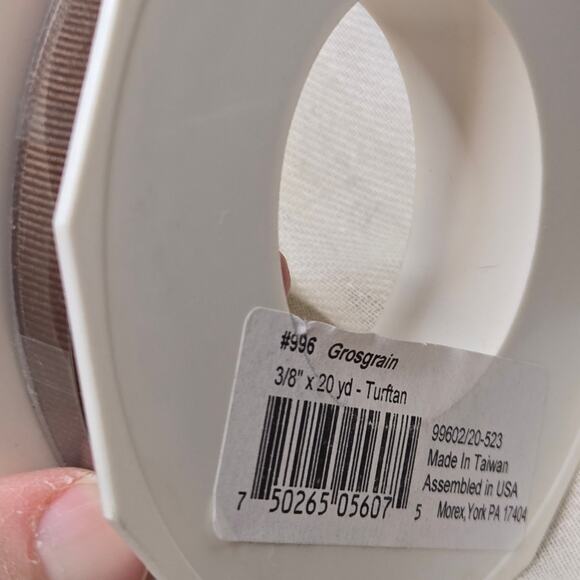 #996 Grosgrain
3/8" x 20 yd - Turftan
7 50265 05607 5
99602/20-523
Made In Taiwan
Assembled in USA
Morex, York PA 17404